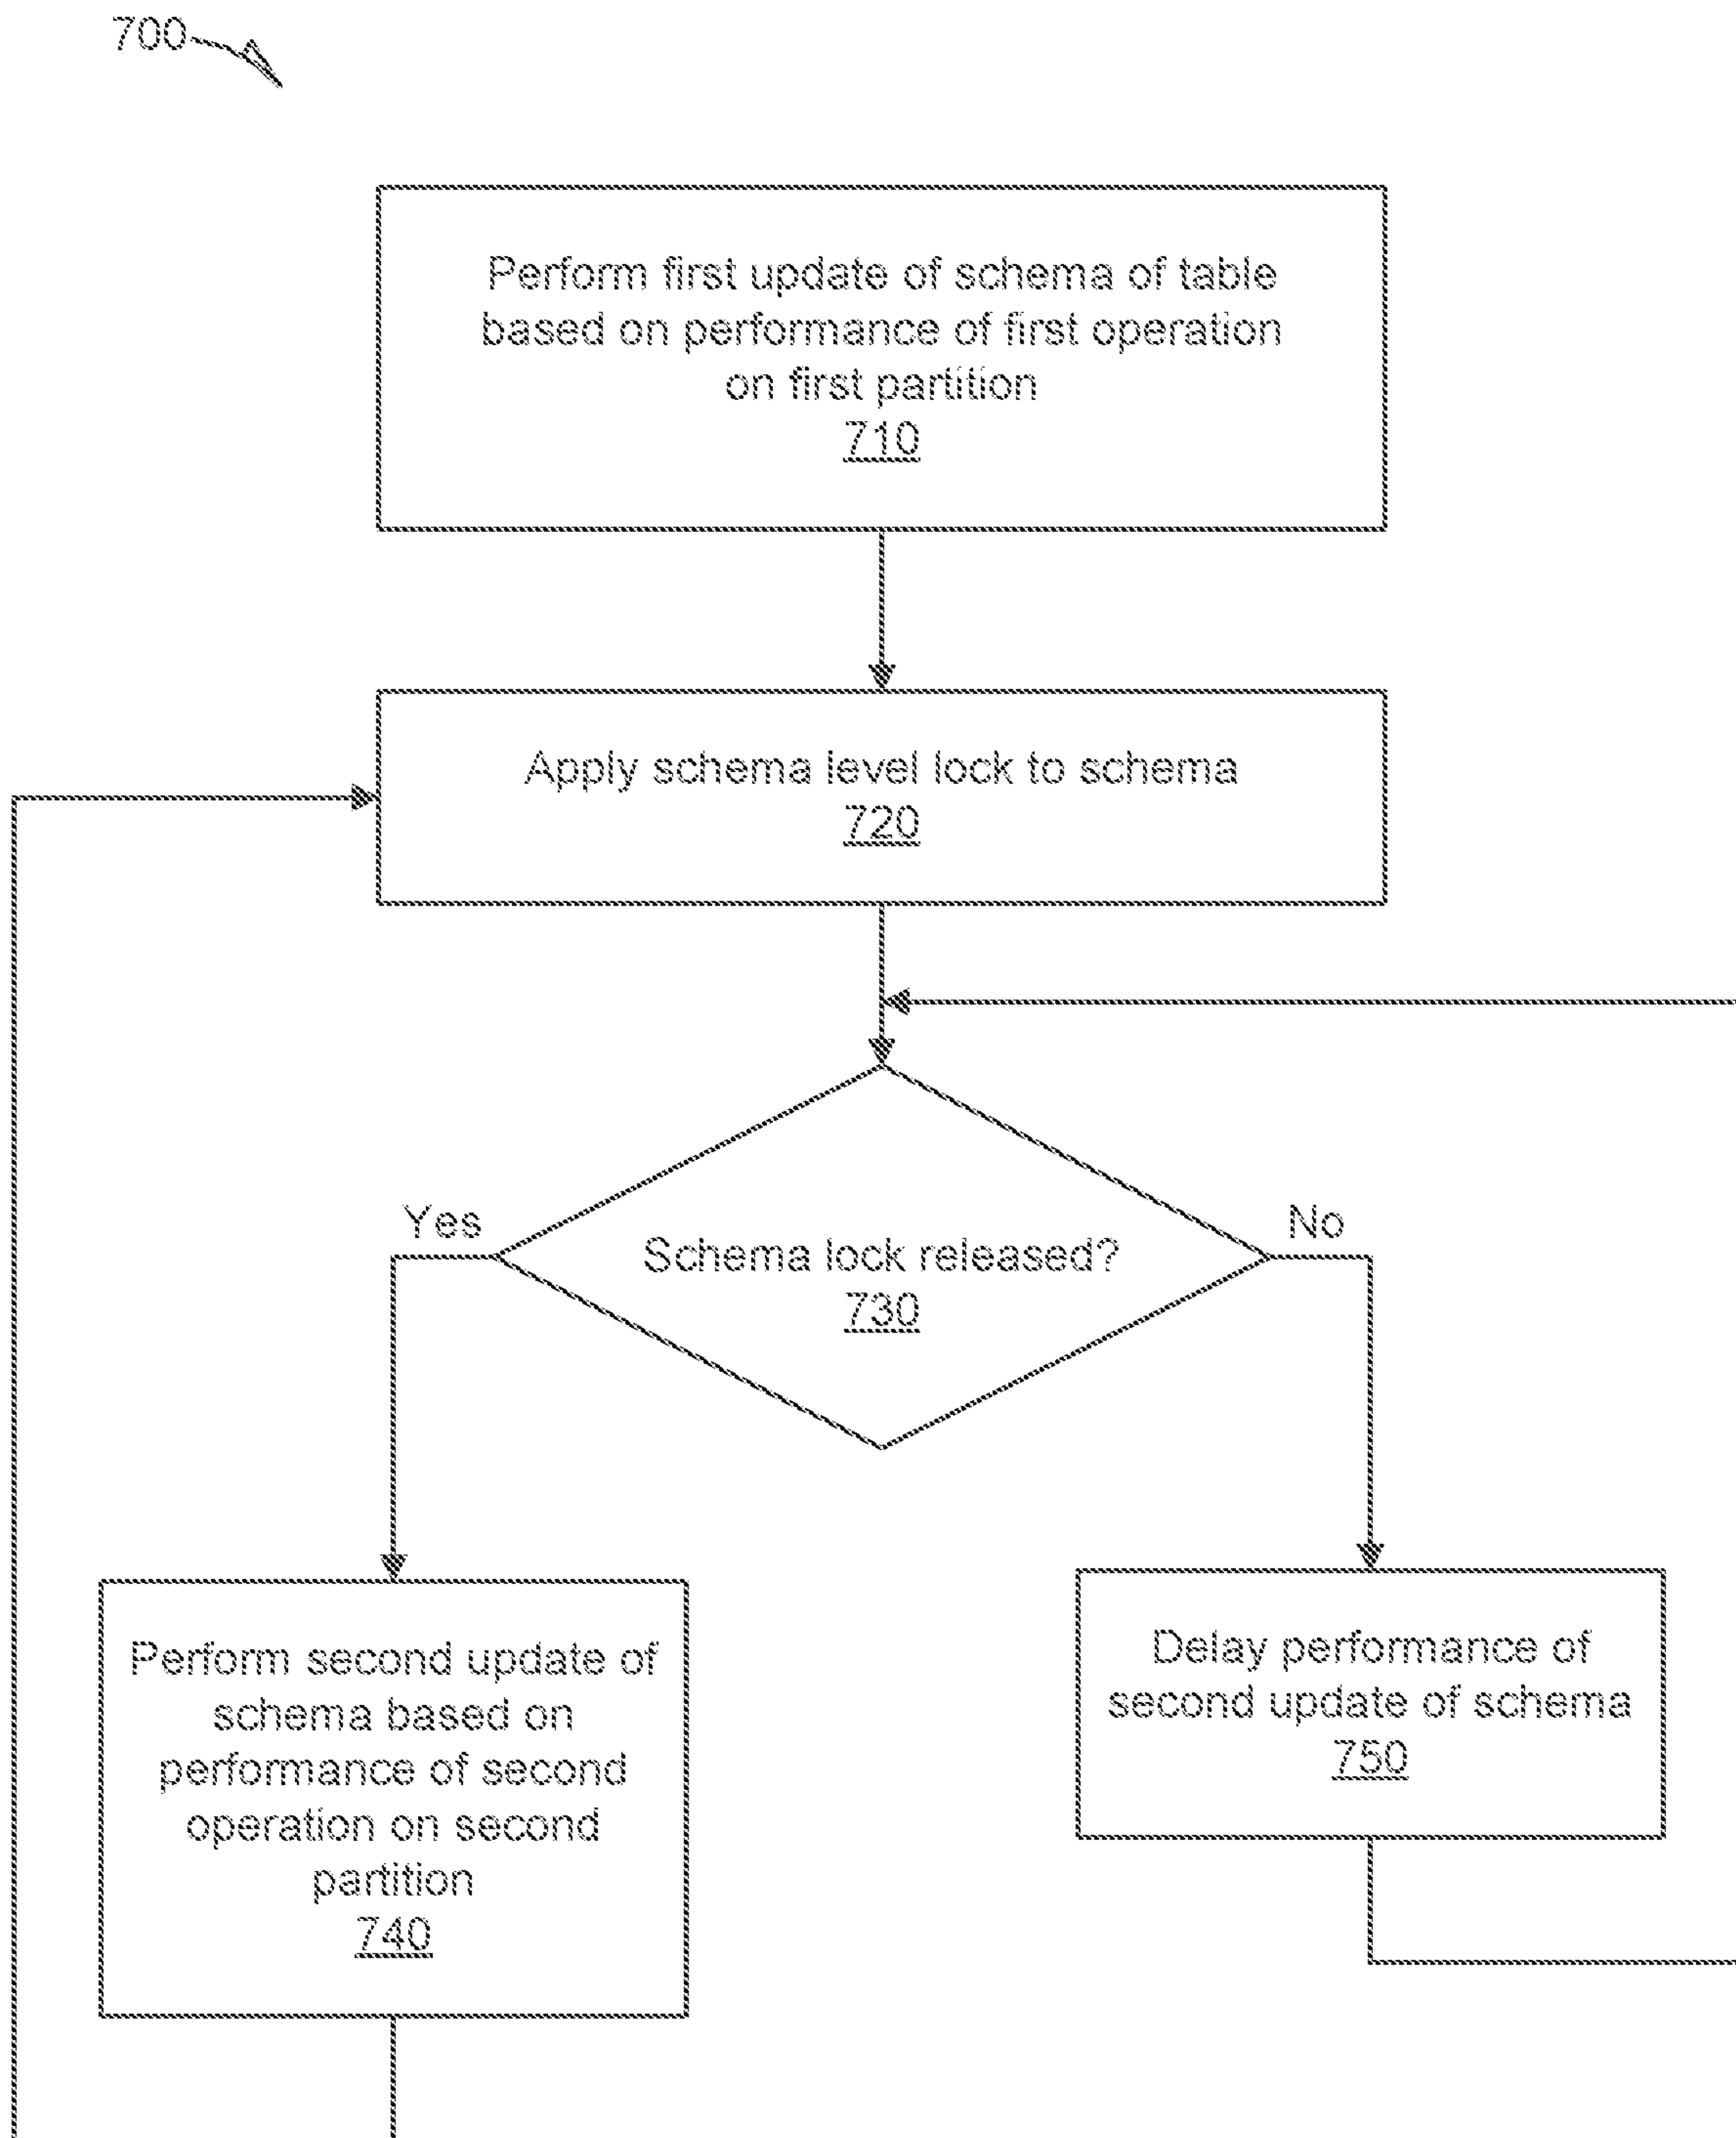 700
Perform first update of schema of table
based on performance of first operation
on first partition
710
Apply schema level lock to schema
720
Yes
No
Schema lock released?
730
Perform second update of
schema based on
performance of second
operation on second
partition
740
Delay performance of
second update of schema
750